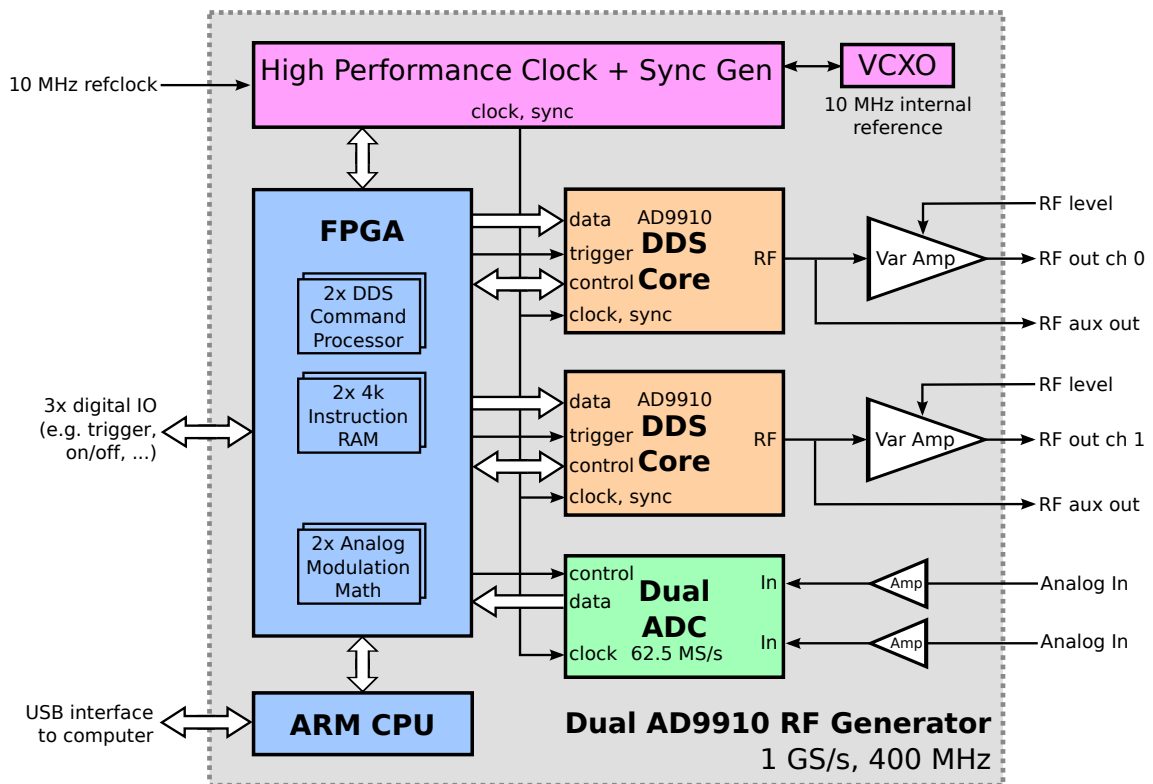 High Performance Clock + Sync Gen
clock, sync
VCXO
10 MHz internal
reference
10 MHz refclock
FPGA
2x DDS
Command
Processor
2x 4k
Instruction
RAM
2x Analog
Modulation
Math
data
trigger
control
clock, sync
AD9910
DDS
Core
RF
Var Amp
RF level
RF out ch 0
RF aux out
data
trigger
control
clock, sync
AD9910
DDS
Core
RF
Var Amp
RF level
RF out ch 1
RF aux out
3x digital IO
(e.g. trigger,
on/off, ...)
control
data
clock
Dual
ADC
62.5 MS/s
In
In
Amp
Amp
Analog In
Analog In
USB interface
to computer
ARM CPU
Dual AD9910 RF Generator
1 GS/s, 400 MHz